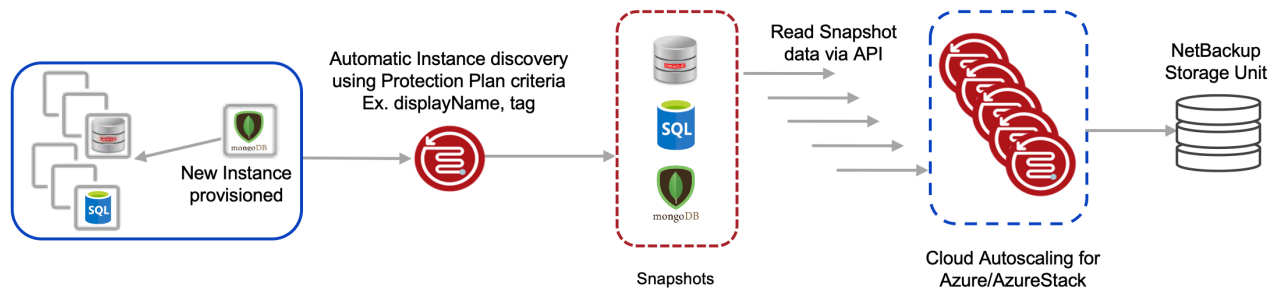 mongoDB
New Instance
provisioned
SQL
Automatic Instance discovery
using Protection Plan criteria
Ex. displayName, tag
ORACLE
SQL
mongoDB
Snapshots
Read Snapshot
data via API
Cloud Autoscaling for
Azure/AzureStack
NetBackup
Storage Unit